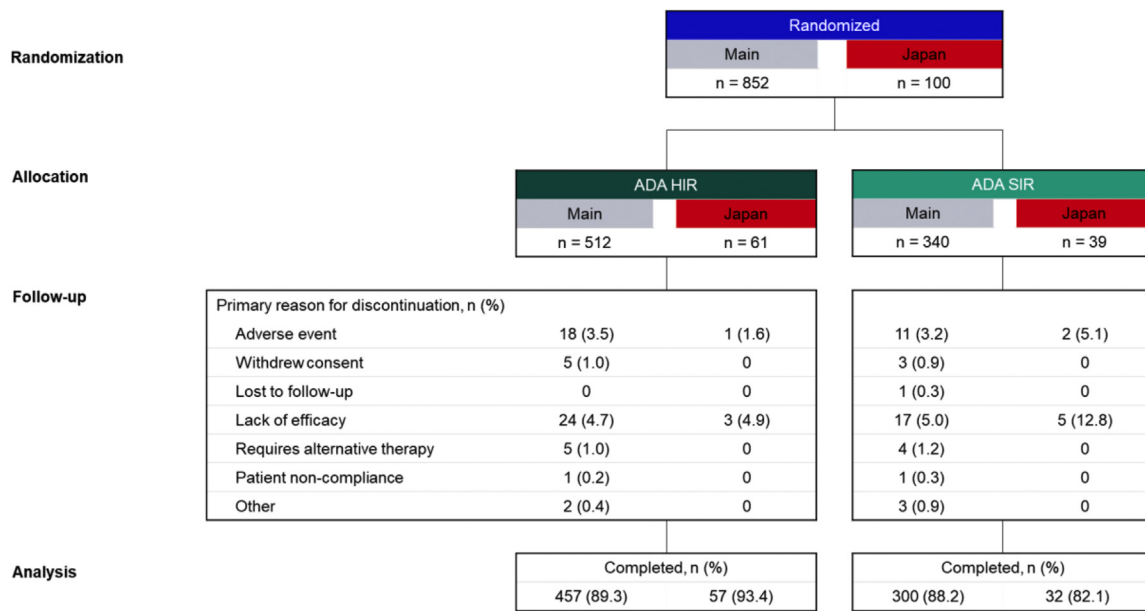 Randomization
Randomized
Main Japan
n = 852 n = 100
Allocation
ADA HIR ADA SIR
Main Japan Main Japan
n = 512 n = 61 n = 340 n = 39
Follow-up
Primary reason for discontinuation, n (%)
Adverse event 18 (3.5) 1 (1.6) 11 (3.2) 2 (5.1)
Withdrew consent 5 (1.0) 0 3 (0.9) 0
Lost to follow-up 0 0 1 (0.3) 0
Lack of efficacy 24 (4.7) 3 (4.9) 17 (5.0) 5 (12.8)
Requires alternative therapy 5 (1.0) 0 4 (1.2) 0
Patient non-compliance 1 (0.2) 0 1 (0.3) 0
Other 2 (0.4) 0 3 (0.9) 0
Analysis
Completed, n (%) Completed, n (%)
457 (89.3) 57 (93.4) 300 (88.2) 32 (82.1)